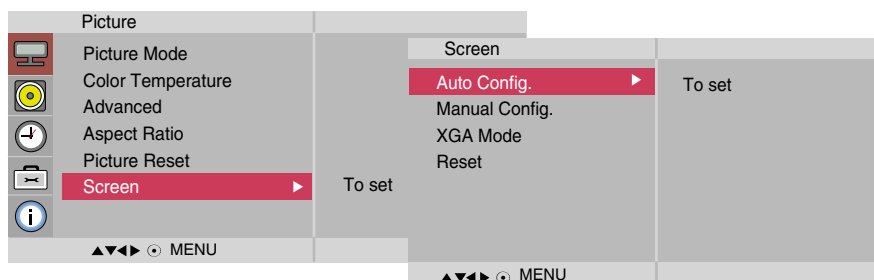 Picture
Picture Mode
Color Temperature
Advanced
Aspect Ratio
Picture Reset
Screen ▶ To set
▲▼◀▶ ⊙ MENU
Screen
Auto Config. ▶ To set
Manual Config.
XGA Mode
Reset
▲▼◀▶ ⊙ MENU